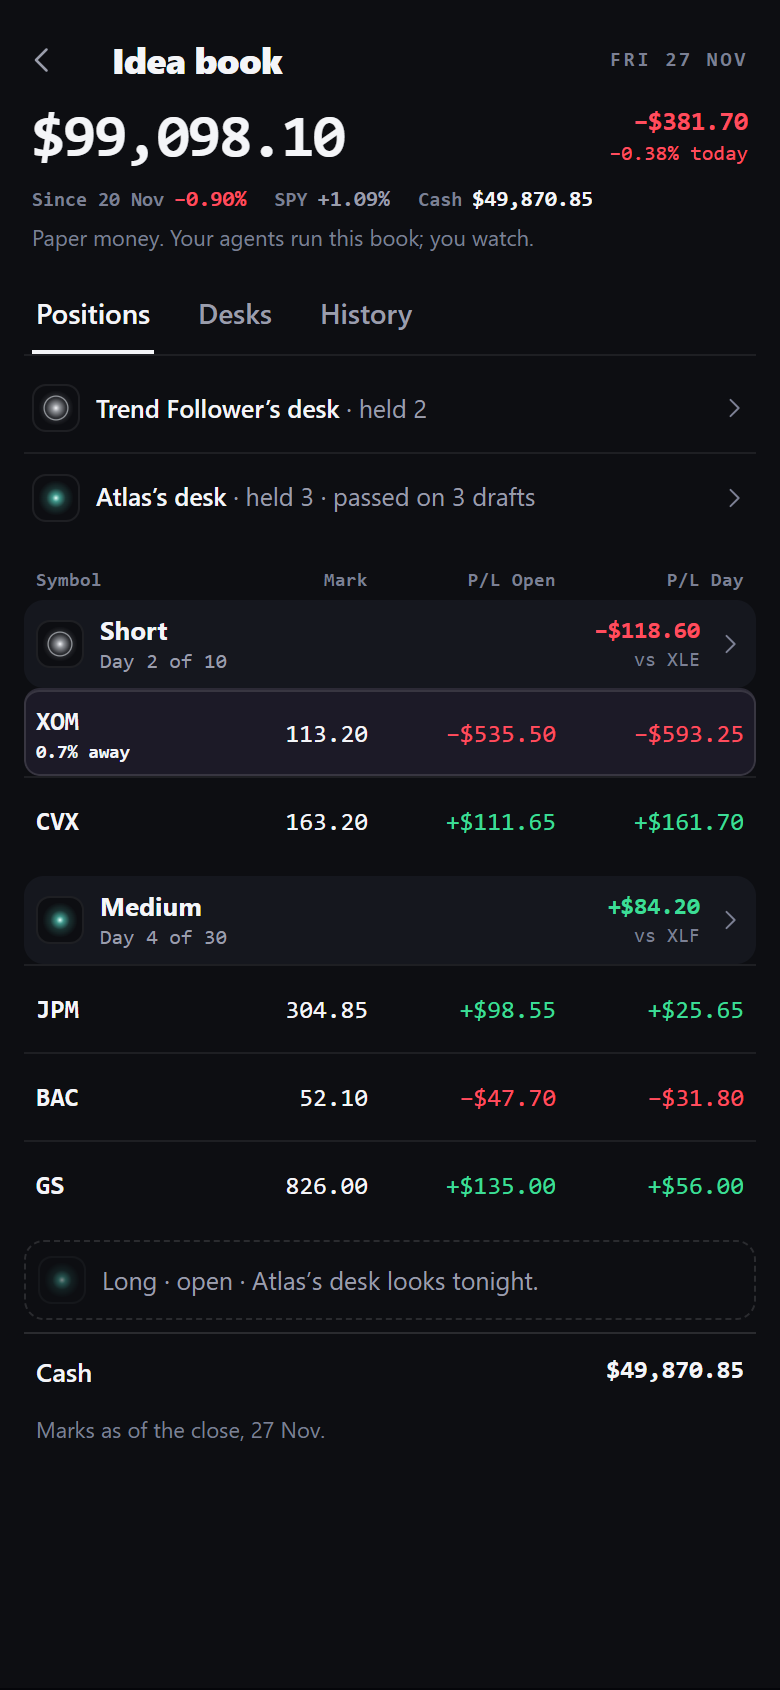 Idea book
FRI 27 NOV
$99,098.10
−$381.70
−0.38% today
Since 20 Nov −0.90% SPY +1.09% Cash $49,870.85
Paper money. Your agents run this book; you watch.
Positions Desks History
Trend Follower’s desk · held 2
Atlas’s desk · held 3 · passed on 3 drafts
Symbol Mark P/L Open P/L Day
Short −$118.60
Day 2 of 10 vs XLE
XOM 113.20 −$535.50 −$593.25
0.7% away
CVX 163.20 +$111.65 +$161.70
Medium +$84.20
Day 4 of 30 vs XLF
JPM 304.85 +$98.55 +$25.65
BAC 52.10 −$47.70 −$31.80
GS 826.00 +$135.00 +$56.00
Long · open · Atlas’s desk looks tonight.
Cash $49,870.85
Marks as of the close, 27 Nov.